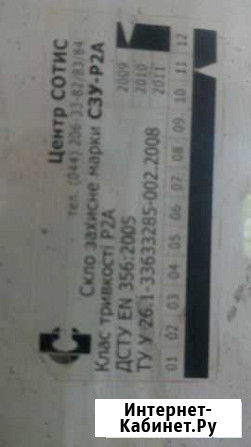 Центр СОТИС
тел. (044) 206-33-82/83/84
Скло захисне марки СЗУ-Р2А
Клас тривкості Р2А
ДСТУ EN 356:2005
ТУ У 26.1-33633285-002.2008
2009
2010
2011
01 02 03 04 05 06 07 08 09 10 11 12
Интернет-
Кабинет.Ру